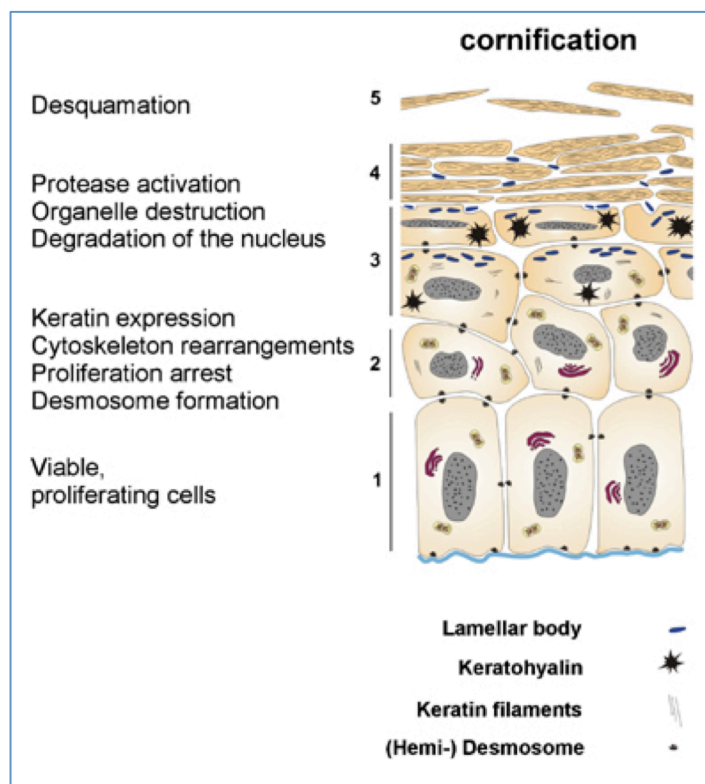 cornification
Desquamation
5
4
Protease activation
Organelle destruction
Degradation of the nucleus
3
Keratin expression
Cytoskeleton rearrangements
Proliferation arrest
Desmosome formation
2
Viable,
proliferating cells
1
Lamellar body
Keratohyalin
Keratin filaments
(Hemi-) Desmosome